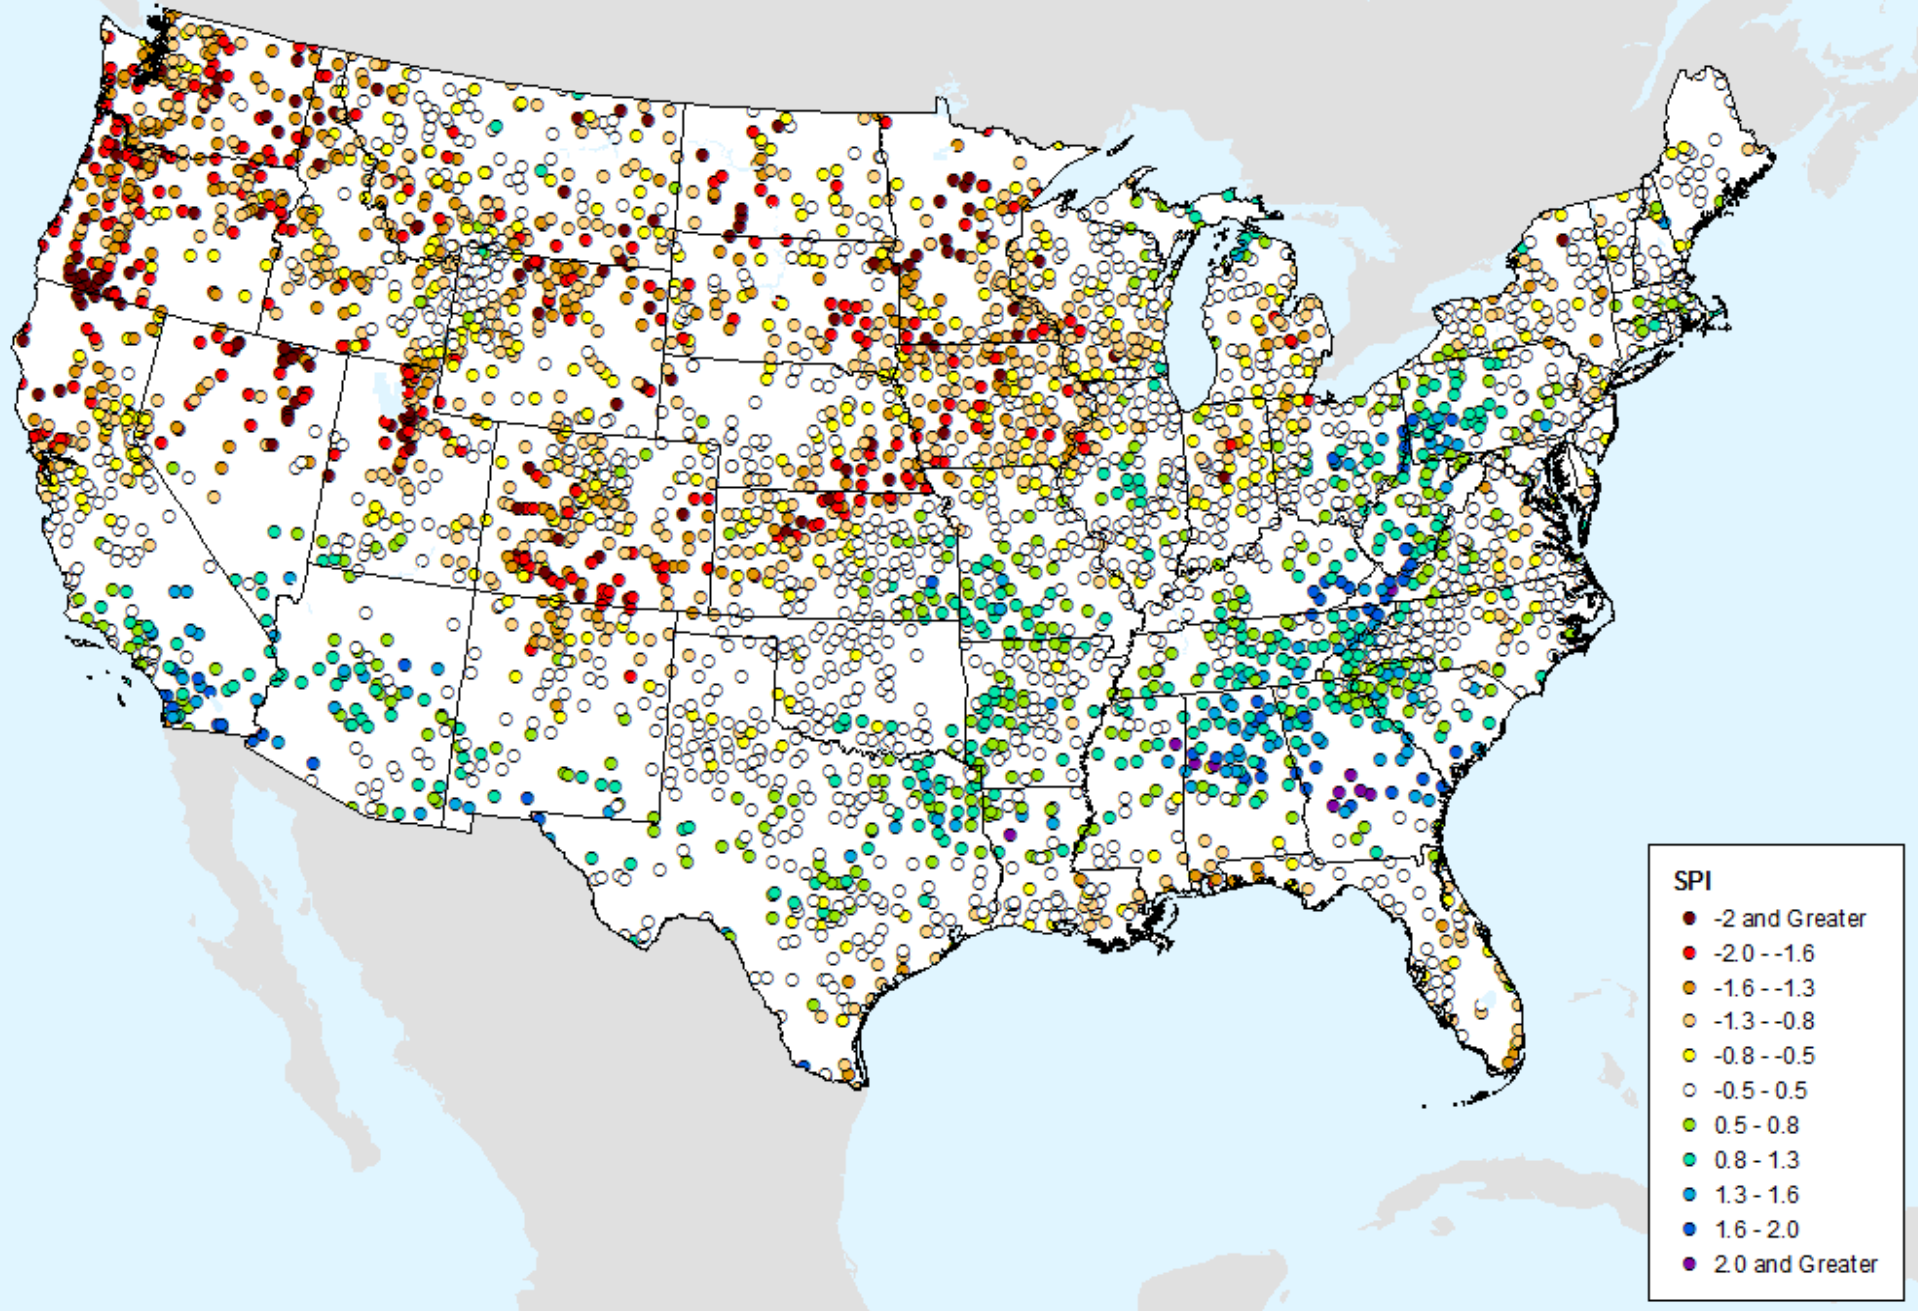 SPI
-2 and Greater
-2.0 - -1.6
-1.6 - -1.3
-1.3 - -0.8
-0.8 - -0.5
-0.5 - 0.5
0.5 - 0.8
0.8 - 1.3
1.3 - 1.6
1.6 - 2.0
2.0 and Greater